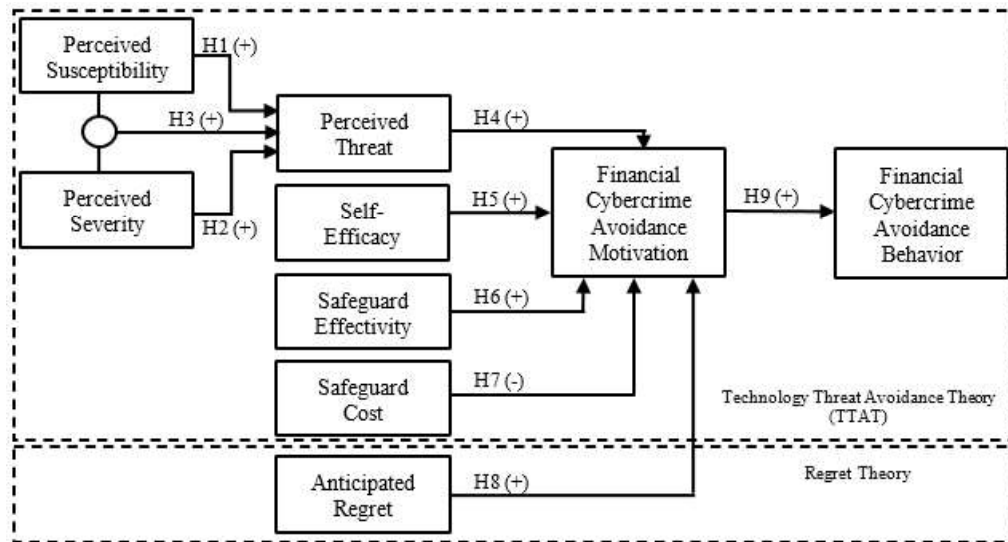 Perceived
Susceptibility
H1 (+)
H3 (+)
Perceived
Severity
H2 (+)
Perceived
Threat
H4 (+)
Self-
Efficacy
H5 (+)
Safeguard
Effectivity
H6 (+)
Safeguard
Cost
H7 (-)
Financial
Cybercrime
Avoidance
Motivation
H9 (+)
Financial
Cybercrime
Avoidance
Behavior
Technology Threat Avoidance Theory
(TTAT)
Anticipated
Regret
H8 (+)
Regret Theory